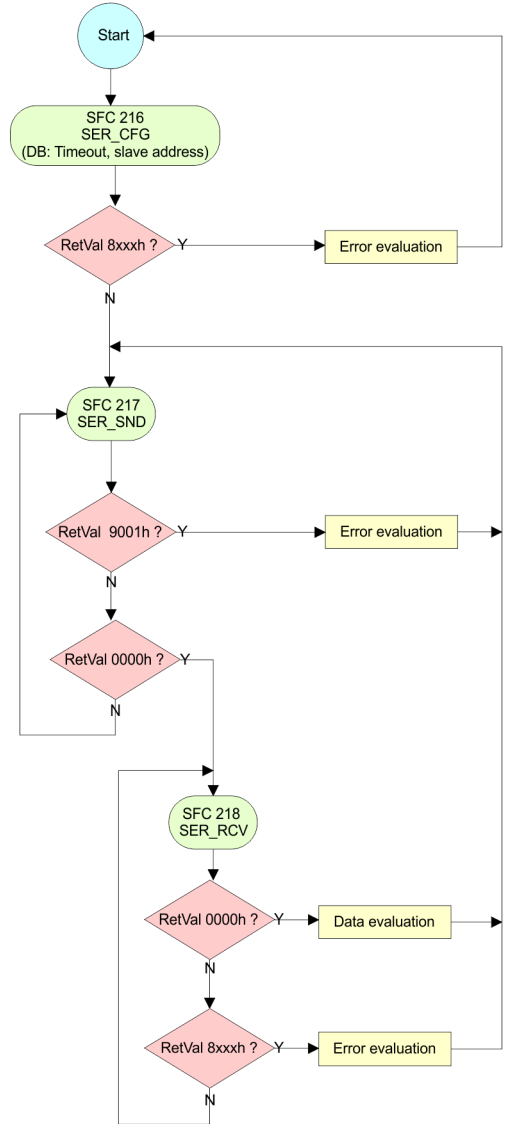 Start
SFC 216
SER_CFG
(DB: Timeout, slave address)
RetVal 8xxxh ?
Y
Error evaluation
N
SFC 217
SER_SND
RetVal 9001h ?
Y
Error evaluation
N
RetVal 0000h ?
Y
N
SFC 218
SER_RCV
RetVal 0000h ?
Y
Data evaluation
N
RetVal 8xxxh ?
Y
Error evaluation
N